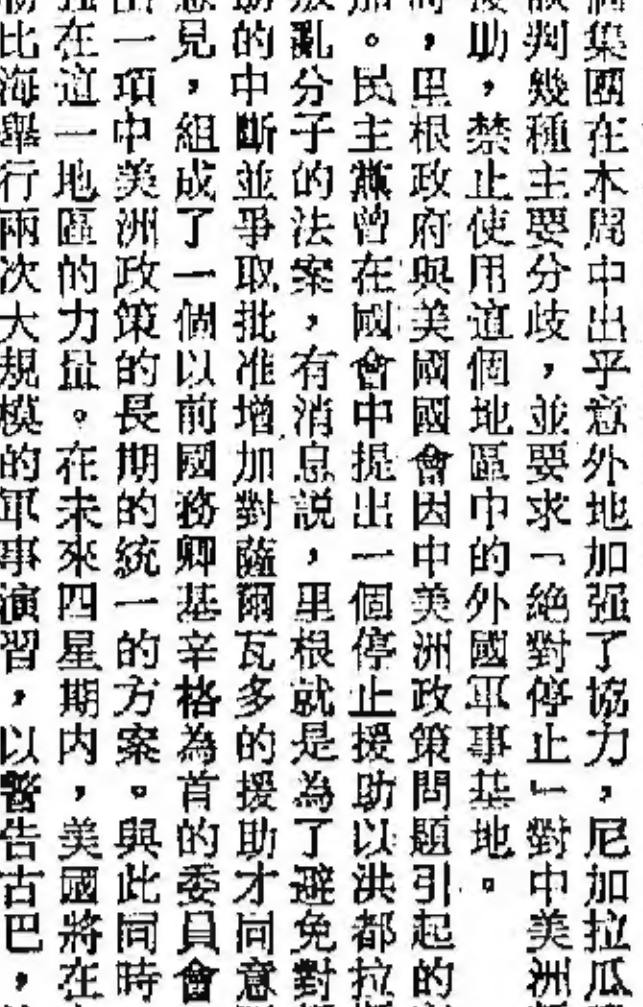 集團在本周中出乎意外地加强了協力，尼加拉瓜
判幾種主要分歧，並要求「絕對停止」對中美洲
助，禁止使用這個地區中的外國軍事基地。
，里根政府與美國國會因中美洲政策問題引起的
。民主黨曾在國會中提出一個停止援助以洪都拉
亂分子的法案，有消息説，里根就是為了避免對
的中斷並爭取批准增加對薩爾瓦多的援助才同意
見，組成了一個以前國務卿基辛格為首的委員會
一項中美洲政策的長期的統一的方案。與此同時
在這一地區的力量。在未來四星期内，美國將在
比海舉行兩次大規模的軍事演習，以警告古巴，